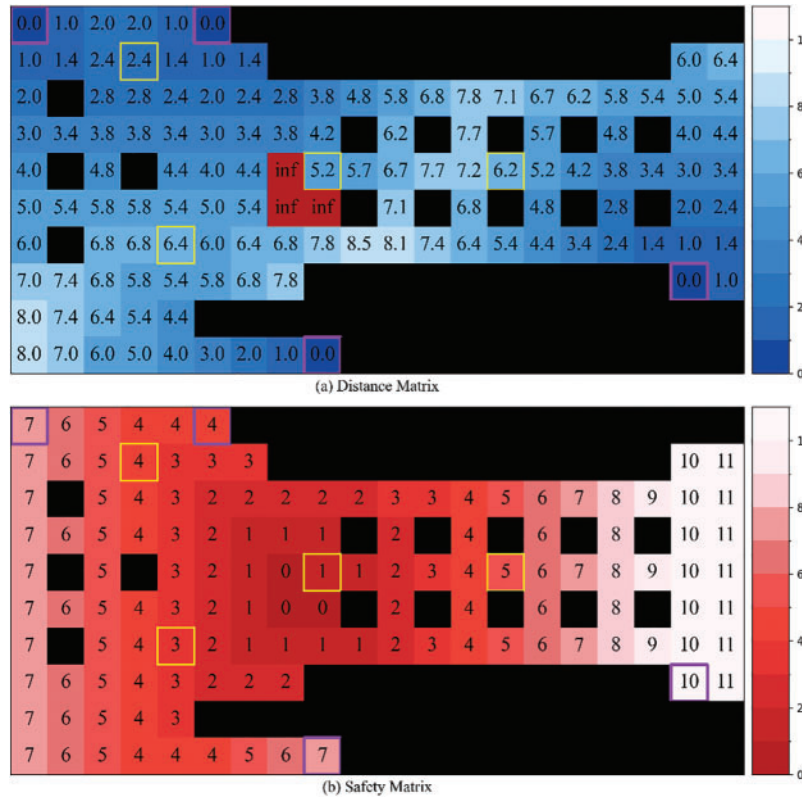 0.0 1.0 2.0 2.0 1.0 0.0
1.0 1.4 2.4 2.4 1.4 1.0 1.4 6.0 6.4
2.0 2.8 2.8 2.4 2.0 2.4 2.8 3.8 4.8 5.8 6.8 7.8 7.1 6.7 6.2 5.8 5.4 5.0 5.4
3.0 3.4 3.8 3.8 3.4 3.0 3.4 3.8 4.2 6.2 7.7 5.7 4.8 4.0 4.4
4.0 4.8 4.4 4.0 4.4 inf 5.2 5.7 6.7 7.7 7.2 6.2 5.2 4.2 3.8 3.4 3.0 3.4
5.0 5.4 5.8 5.8 5.4 5.0 5.4 inf inf 7.1 6.8 4.8 2.8 2.0 2.4
6.0 6.8 6.8 6.4 6.0 6.4 6.8 7.8 8.5 8.1 7.4 6.4 5.4 4.4 3.4 2.4 1.4 1.0 1.4
7.0 7.4 6.8 5.8 5.4 5.8 6.8 7.8 0.0 1.0
8.0 7.4 6.4 5.4 4.4
8.0 7.0 6.0 5.0 4.0 3.0 2.0 1.0 0.0
8
6
4
2
0
(a) Distance Matrix
7 6 5 4 4 4
7 6 5 4 3 3 3 10 11
7 5 4 3 2 2 2 2 2 3 3 4 5 6 7 8 9 10 11
7 6 5 4 3 2 1 1 1 2 4 6 8 10 11
7 5 3 2 1 0 1 1 2 3 4 5 6 7 8 9 10 11
7 6 5 4 3 2 1 0 0 2 4 6 8 10 11
7 5 4 3 2 1 1 1 1 2 3 4 5 6 7 8 9 10 11
7 6 5 4 3 2 2 2 10 11
7 6 5 4 3
7 6 5 4 4 4 5 6 7
8
6
4
2
0
(b) Safety Matrix